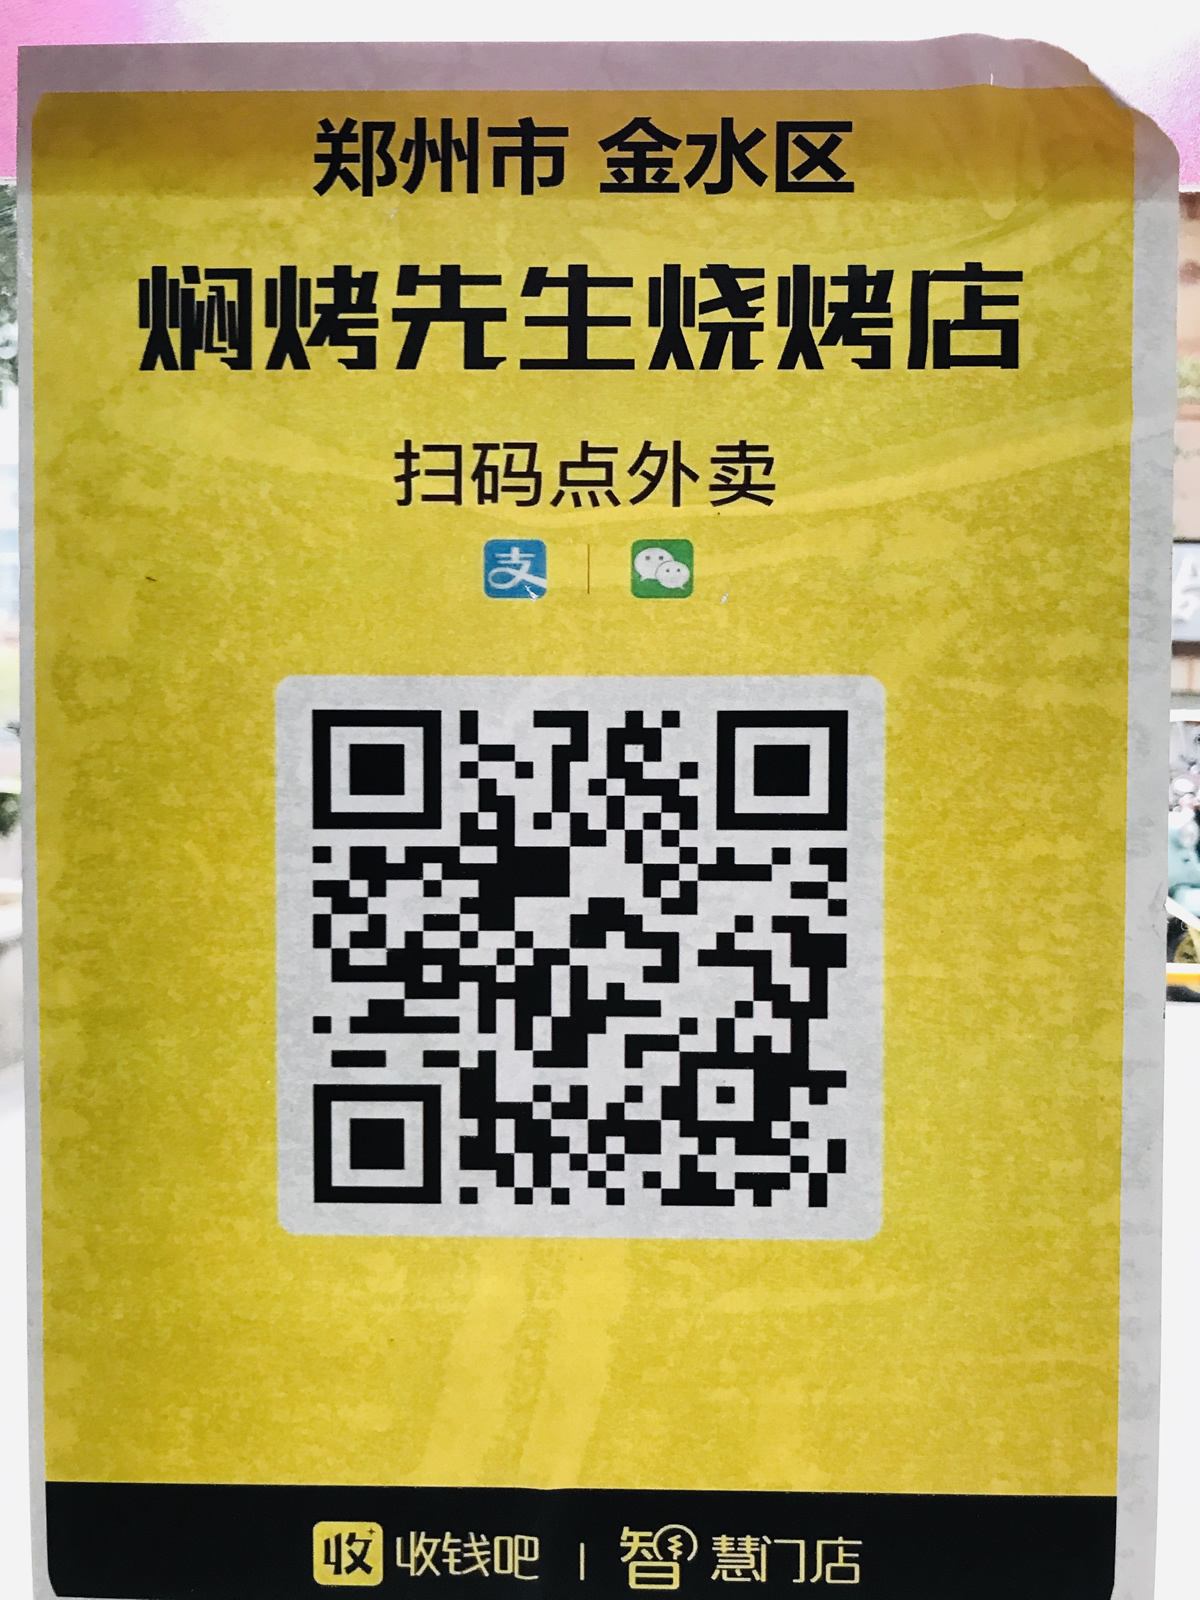 郑州市 金水区
焖烤先生烧烤店
扫码点外卖
支
收 收钱吧 | 智慧门店